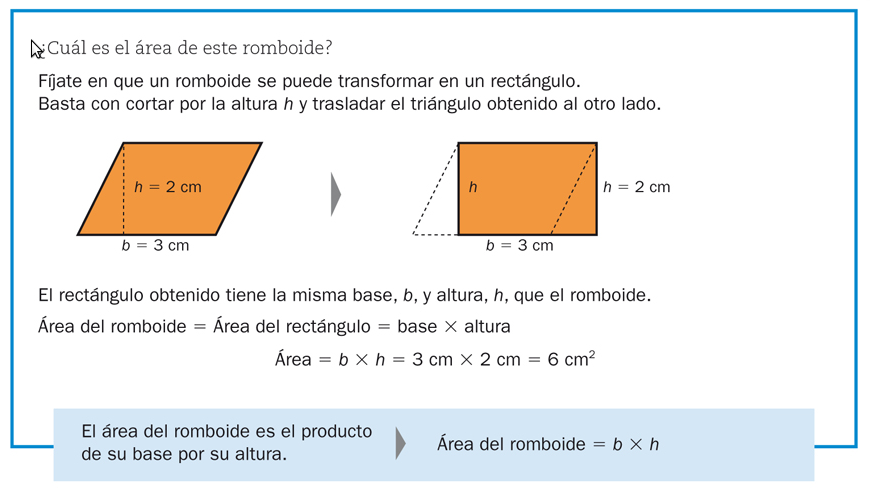 ¿Cuál es el área de este romboide?
Fíjate en que un romboide se puede transformar en un rectángulo.
Basta con cortar por la altura h y trasladar el triángulo obtenido al otro lado.
h = 2 cm
b = 3 cm
h
h = 2 cm
b = 3 cm
El rectángulo obtenido tiene la misma base, b, y altura, h, que el romboide.
Área del romboide = Área del rectángulo = base × altura
Área = b × h = 3 cm × 2 cm = 6 cm²
El área del romboide es el producto
de su base por su altura.
Área del romboide = b × h